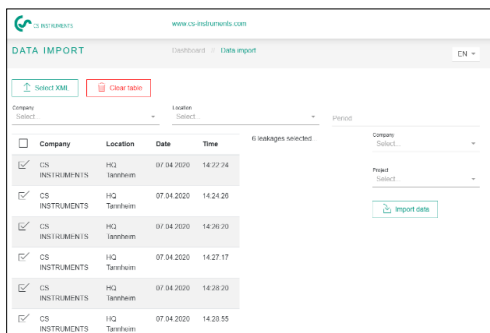 CS INSTRUMENTS
www.cs-instruments.com
DATA IMPORT
Dashboard // Data import
EN
Select XML
Clear table
Company
Select...
Location
Select...
Period
6 leakages selected...
Company
Select...
Project
Select...
Import data
Company Location Date Time
CS INSTRUMENTS HQ Tannheim 07.04.2020 14:22:24
CS INSTRUMENTS HQ Tannheim 07.04.2020 14:24:26
CS INSTRUMENTS HQ Tannheim 07.04.2020 14:26:20
CS INSTRUMENTS HQ Tannheim 07.04.2020 14:27:17
CS INSTRUMENTS HQ Tannheim 07.04.2020 14:28:20
CS INSTRUMENTS HQ Tannheim 07.04.2020 14:28:55